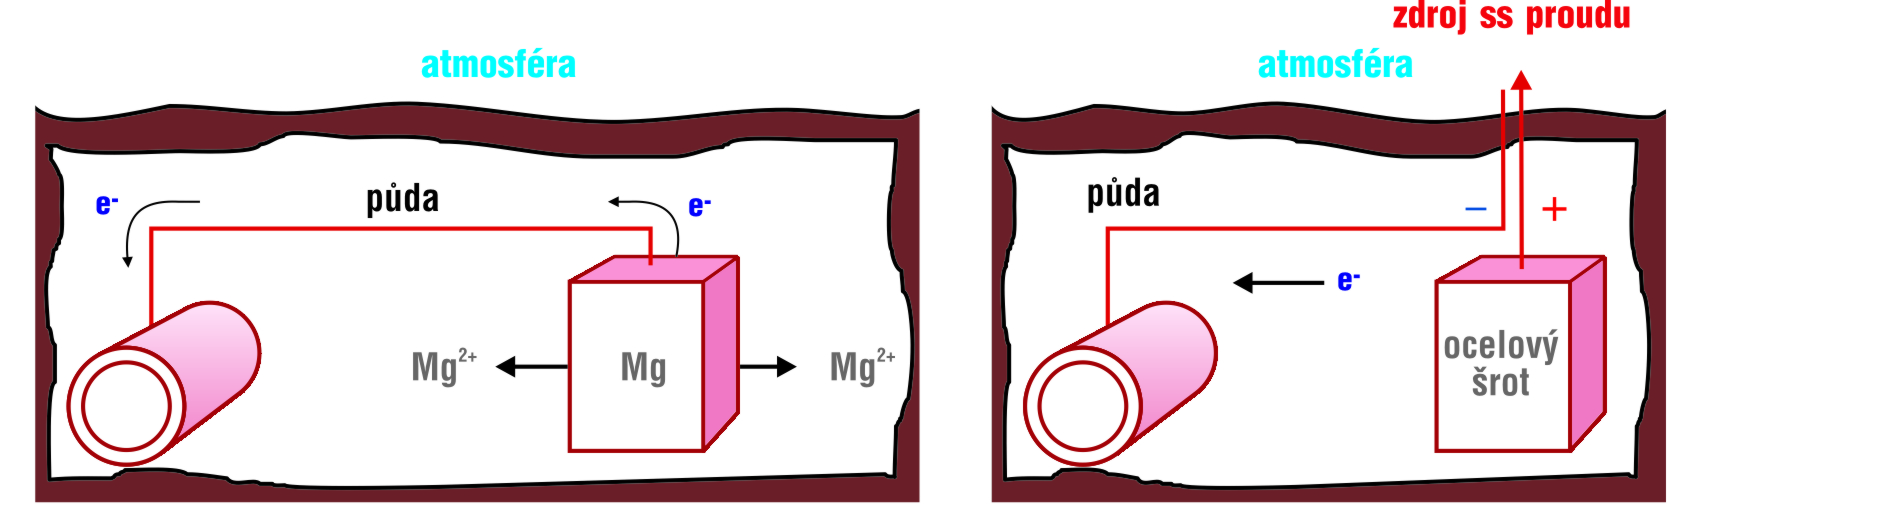 atmosféra
e-
půda
e-
Mg2+
Mg
Mg2+
zdroj ss proudu
atmosféra
půda
– +
e-
ocelový
šrot